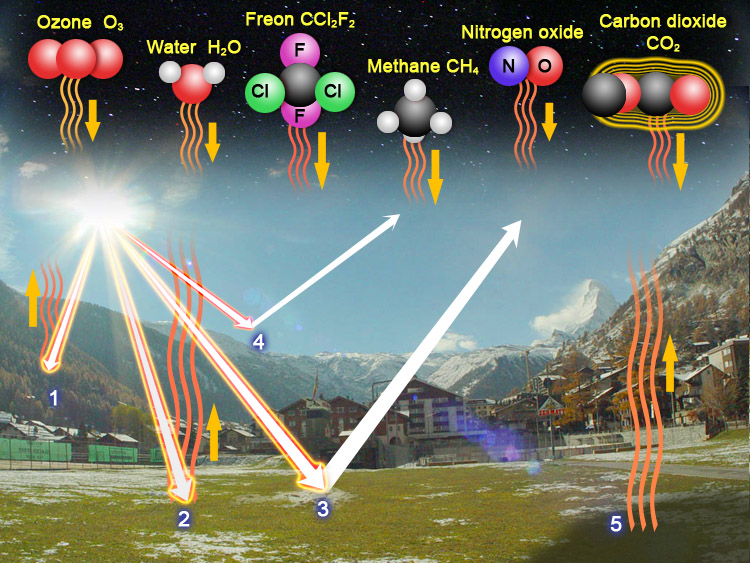 Ozone O₃
Water H₂O
Freon CCl₂F₂
Methane CH₄
Nitrogen oxide
Carbon dioxide
CO₂
F
Cl
Cl
F
N
O
1
2
3
4
5